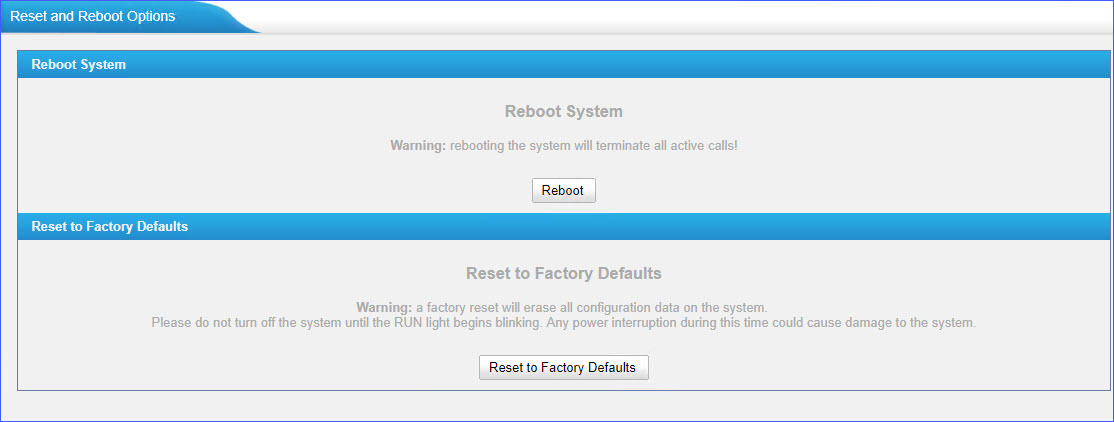 Reset and Reboot Options
Reboot System
Reboot System
Warning: rebooting the system will terminate all active calls!
Reboot
Reset to Factory Defaults
Reset to Factory Defaults
Warning: a factory reset will erase all configuration data on the system.
Please do not turn off the system until the RUN light begins blinking. Any power interruption during this time could cause damage to the system.
Reset to Factory Defaults